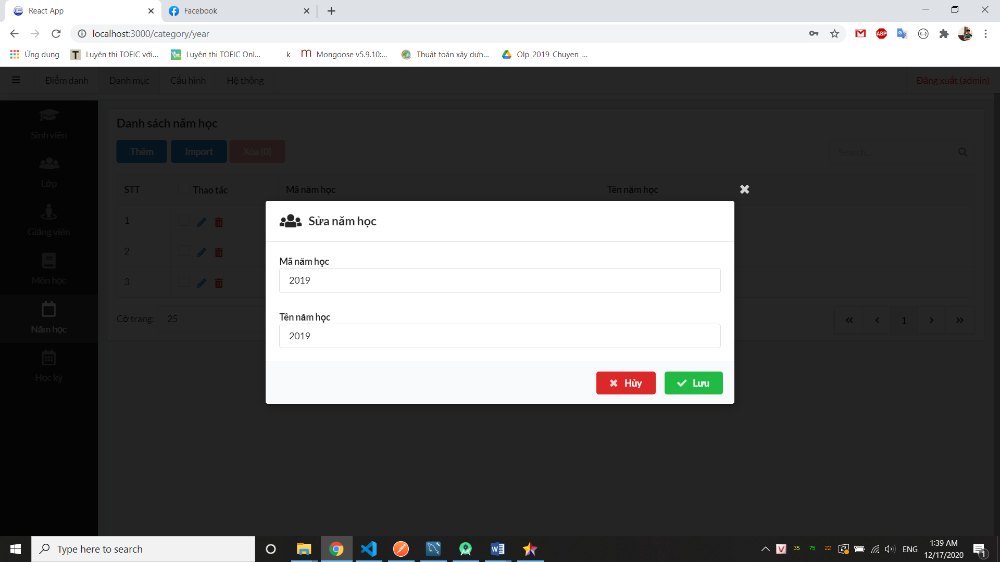 React App
Facebook
localhost:3000/category/year
Ứng dụng
Luyện thi TOEIC với...
Luyện thi TOEIC Onl...
k
Mongoose v5.9.10:...
Thuật toán xây dựn...
Olp_2019_Chuyen_...
Điểm danh
Danh mục
Cấu hình
Hệ thống
Đăng xuất (admin)
Sinh viên
Lớp
Giảng viên
Môn học
Năm học
Học kỳ
Danh sách năm học
Thêm
Import
Xóa (0)
Search...
STT
Thao tác
Mã năm học
Tên năm học
1
2
3
Cỡ trang:
25
1
Sửa năm học
Mã năm học
2019
Tên năm học
2019
Hủy
Lưu
Type here to search
35
75
22
ENG
1:39 AM
12/17/2020
1